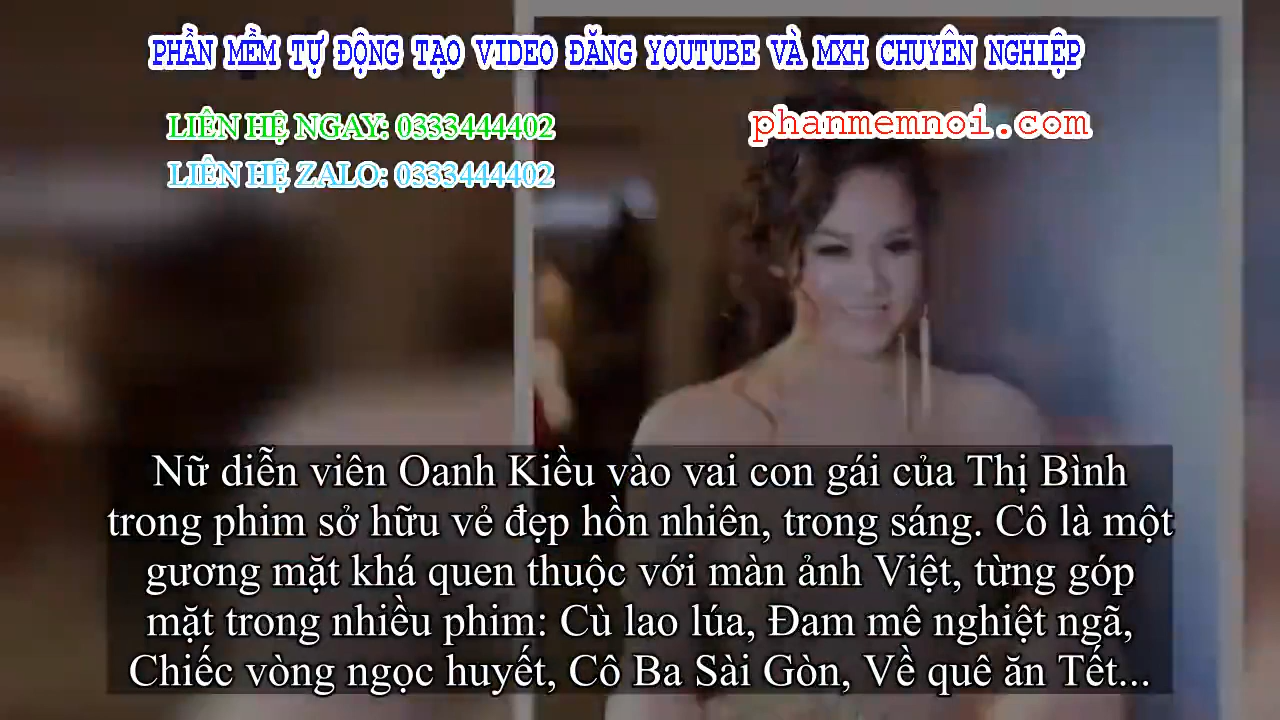 PHẦN MỀM TỰ ĐỘNG TẠO VIDEO ĐĂNG YOUTUBE VÀ MXH CHUYÊN NGHIỆP
LIÊN HỆ NGAY: 0333444402
phanmemnoi.com
LIÊN HỆ ZALO: 0333444402
Nữ diễn viên Oanh Kiều vào vai con gái của Thị Bình
trong phim sở hữu vẻ đẹp hồn nhiên, trong sáng. Cô là một
gương mặt khá quen thuộc với màn ảnh Việt, từng góp
mặt trong nhiều phim: Cù lao lúa, Đam mê nghiệt ngã,
Chiếc vòng ngọc huyết, Cô Ba Sài Gòn, Về quê ăn Tết...